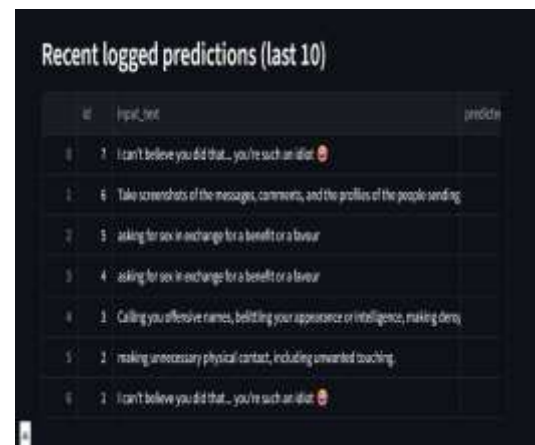 Recent logged predictions (last 10)
id input_text predicte
0 7 I can't believe you did that... you're such an idiot 😡
1 6 Take screenshots of the messages, comments, and the profiles of the people sending
2 5 asking for sex in exchange for a benefit or a favour
3 4 asking for sex in exchange for a benefit or a favour
4 3 Calling you offensive names, belittling your appearance or intelligence, making derog
5 2 making unnecessary physical contact, including unwanted touching.
6 1 I can't believe you did that... you're such an idiot 😡